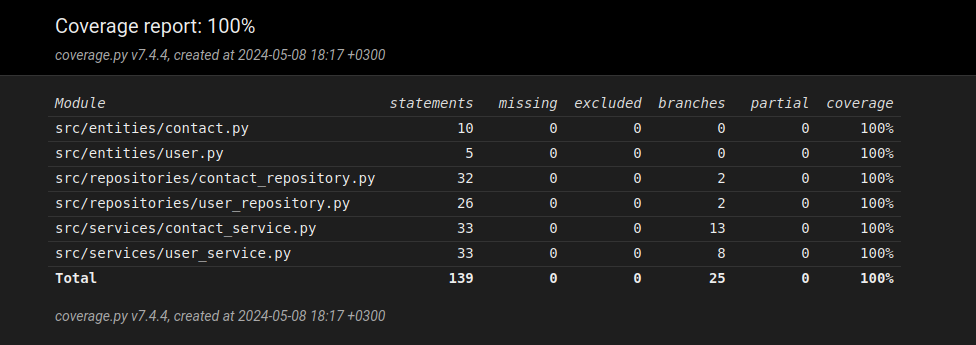 Coverage report: 100%
coverage.py v7.4.4, created at 2024-05-08 18:17 +0300
Module statements missing excluded branches partial coverage
src/entities/contact.py 10 0 0 0 0 100%
src/entities/user.py 5 0 0 0 0 100%
src/repositories/contact_repository.py 32 0 0 2 0 100%
src/repositories/user_repository.py 26 0 0 2 0 100%
src/services/contact_service.py 33 0 0 13 0 100%
src/services/user_service.py 33 0 0 8 0 100%
Total 139 0 0 25 0 100%
coverage.py v7.4.4, created at 2024-05-08 18:17 +0300